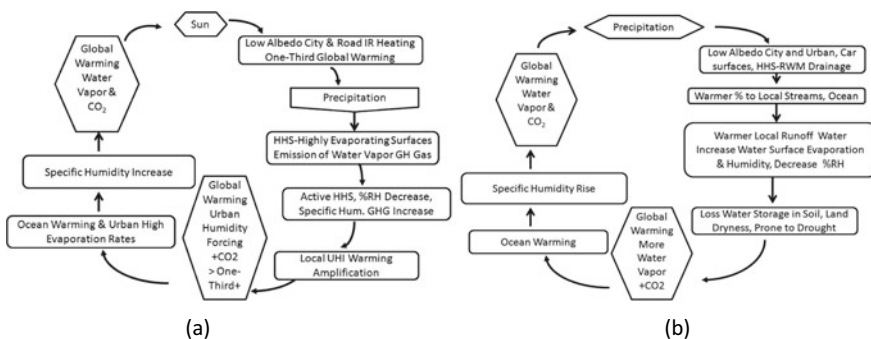 Sun
Low Albedo City & Road IR Heating
One-Third Global Warming
Precipitation
HHS-Highly Evaporating Surfaces
Emission of Water Vapor GH Gas
Active HHS, %RH Decrease,
Specific Hum. GHG Increase
Local UHI Warming
Amplification
Global
Warming
Urban
Humidity
Forcing
+CO2
> One-
Third+
Ocean Warming & Urban High
Evaporation Rates
Specific Humidity Increase
Global
Warming
Water
Vapor &
CO₂
(a)
Precipitation
Low Albedo City and Urban, Car
surfaces, HHS-RWM Drainage
Warmer % to Local Streams, Ocean
Warmer Local Runoff Water
Increase Water Surface Evaporation
& Humidity, Decrease %RH
Loss Water Storage in Soil, Land
Dryness, Prone to Drought
Global
Warming
More
Water
Vapor
+CO2
Ocean Warming
Specific Humidity Rise
Global
Warming
Water
Vapor &
CO₂
(b)